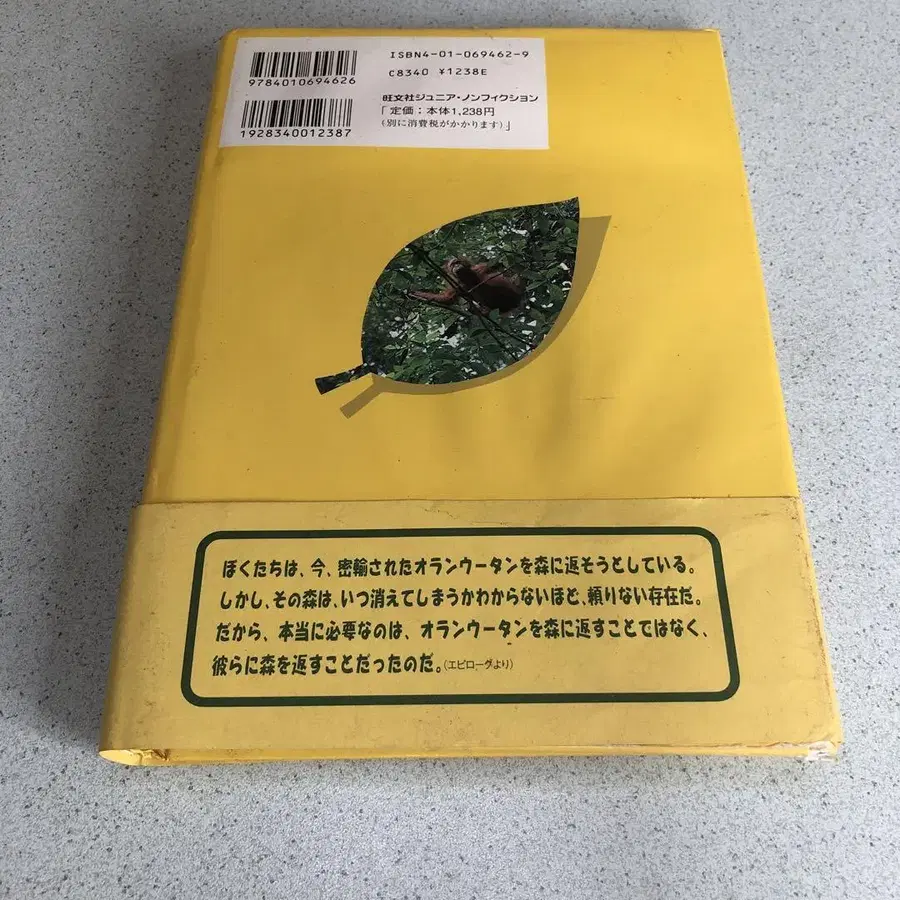 ISBN4-01-069462-9
9784010694626
C8340 ¥1238E
旺文社ジュニア・ノンフィクション
「定価：本体1,238円
(別に消費税がかかります)」
1928340012387
ぼくたちは、今、密輸されたオランウータンを森に返そうとしている。
しかし、その森は、いつ消えてしまうかわからないほど、頼りない存在だ。
だから、本当に必要なのは、オランウータンを森に返すことではなく、
彼らに森を返すことだったのだ。(エピローグより)